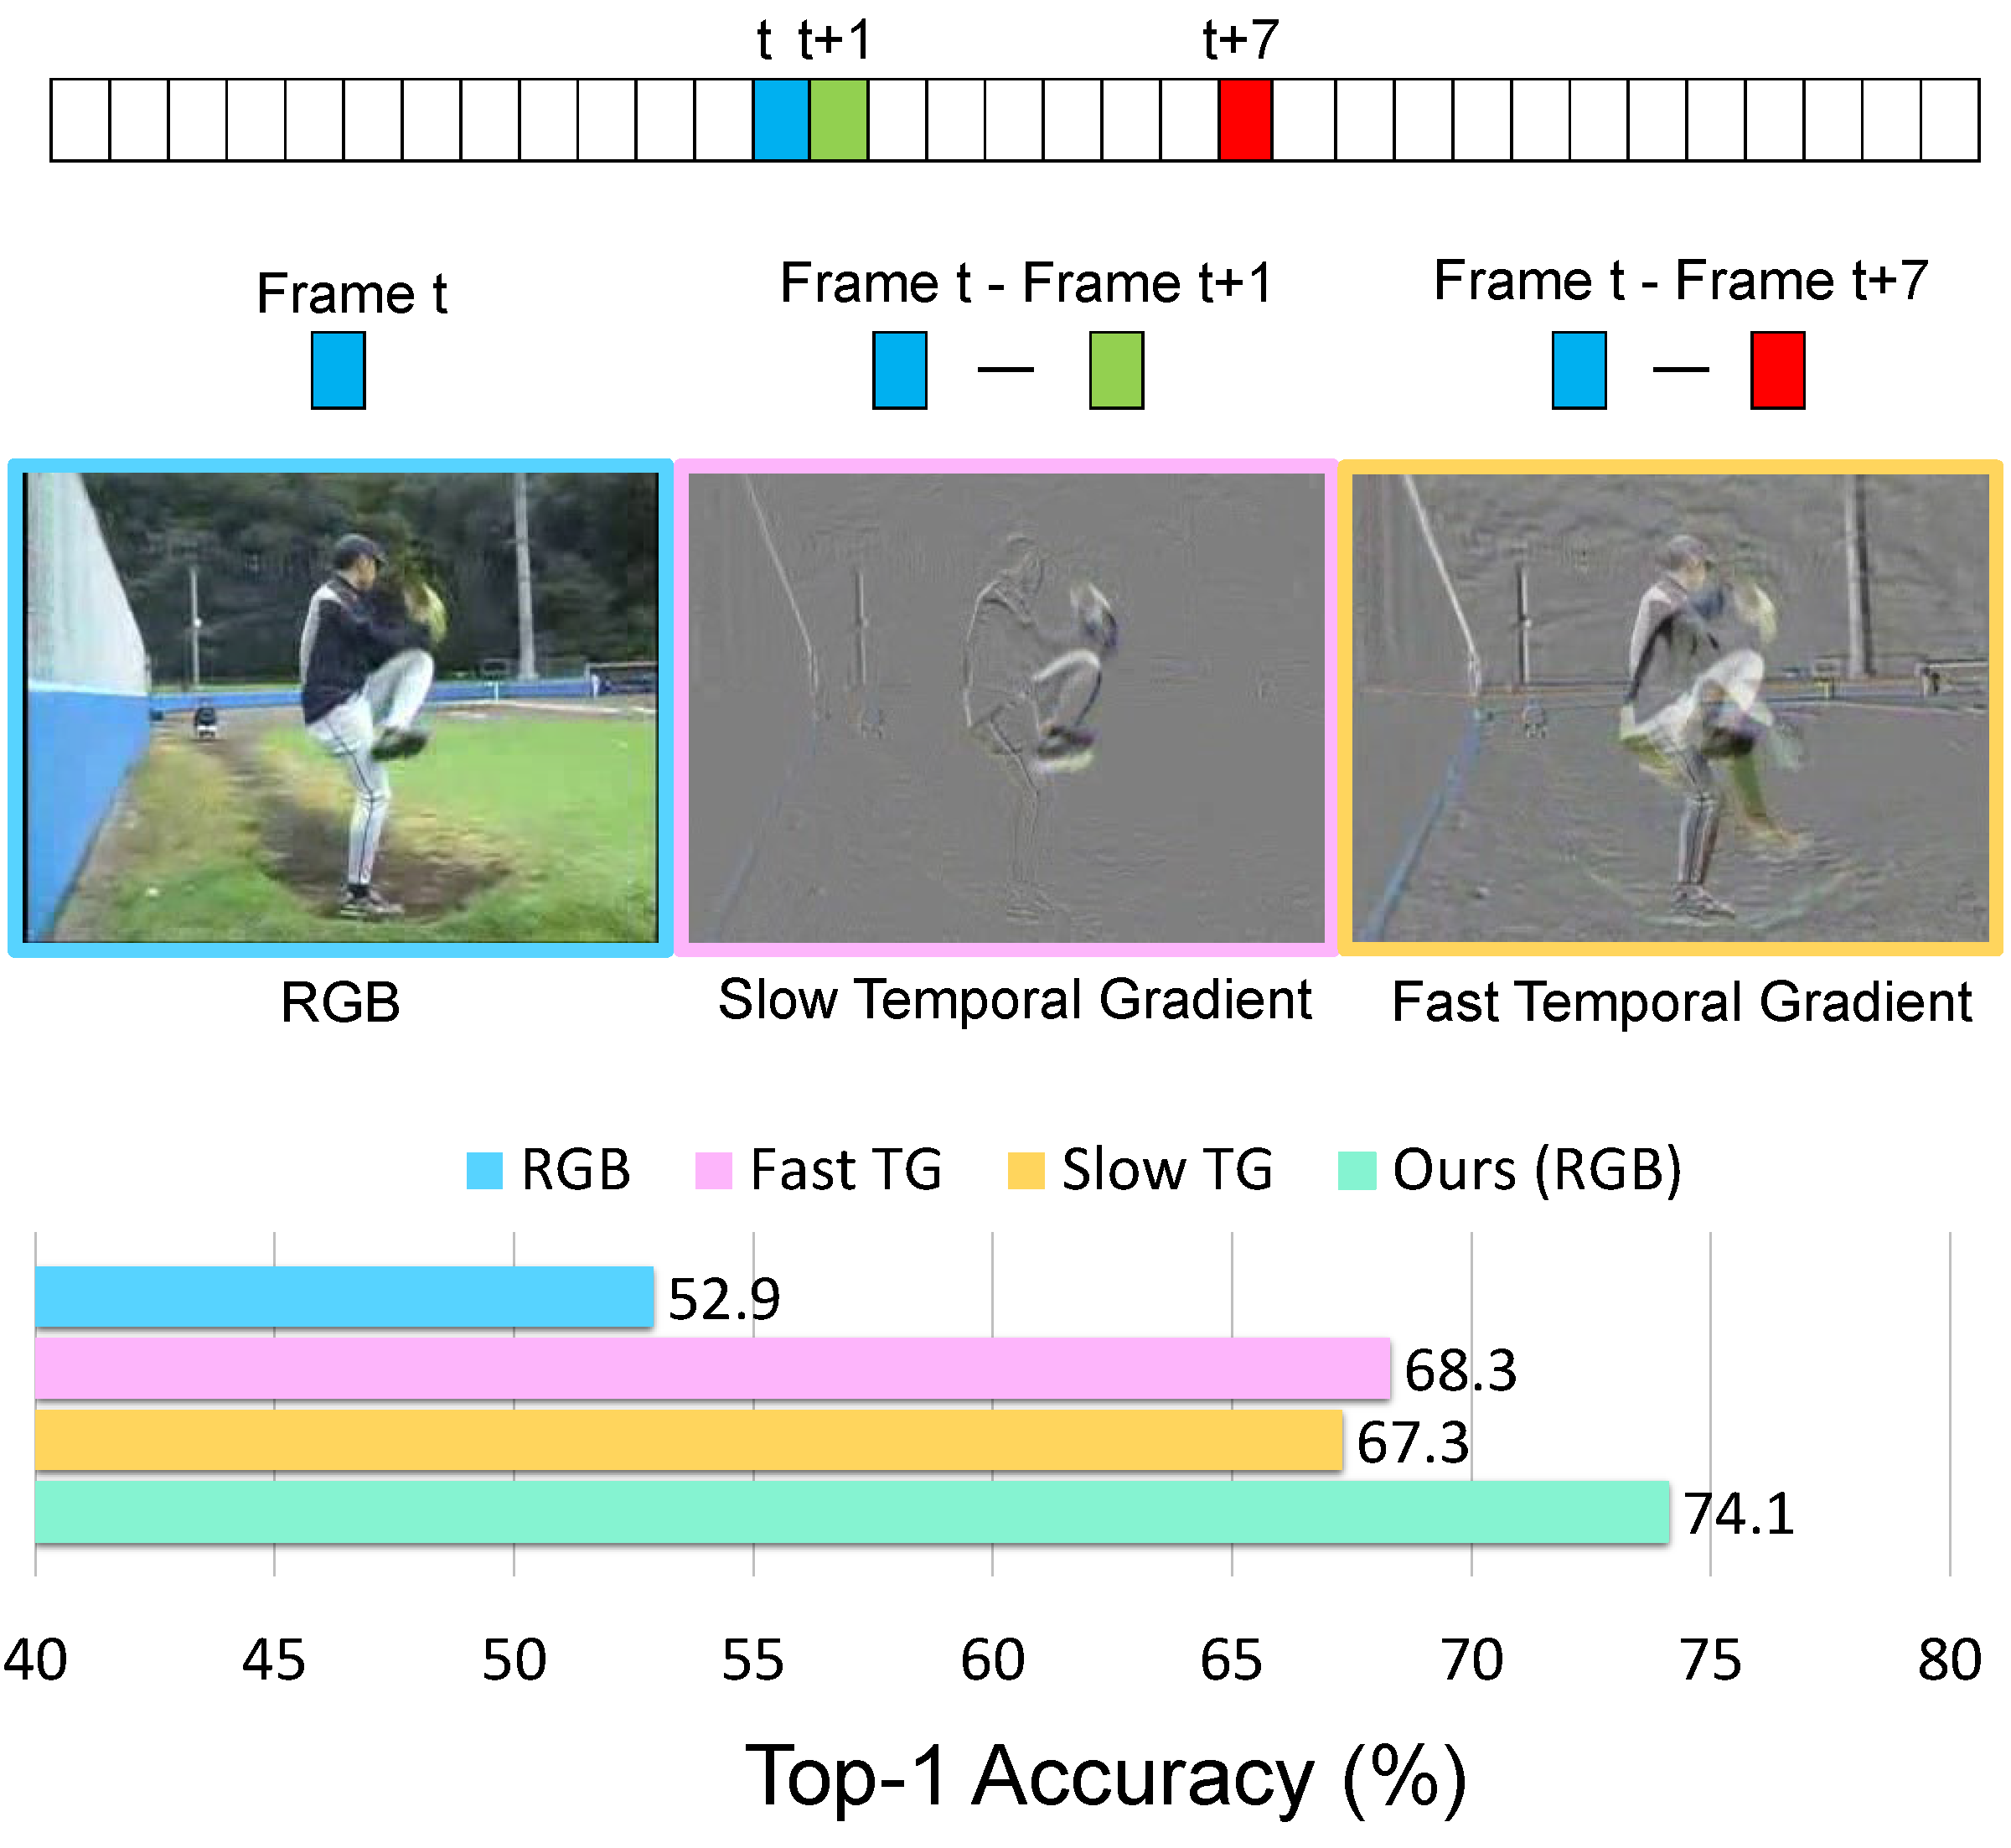 t t+1 t+7
Frame t
Frame t - Frame t+1
Frame t - Frame t+7
RGB
Slow Temporal Gradient
Fast Temporal Gradient
RGB Fast TG Slow TG Ours (RGB)
52.9
68.3
67.3
74.1
40 45 50 55 60 65 70 75 80
Top-1 Accuracy (%)